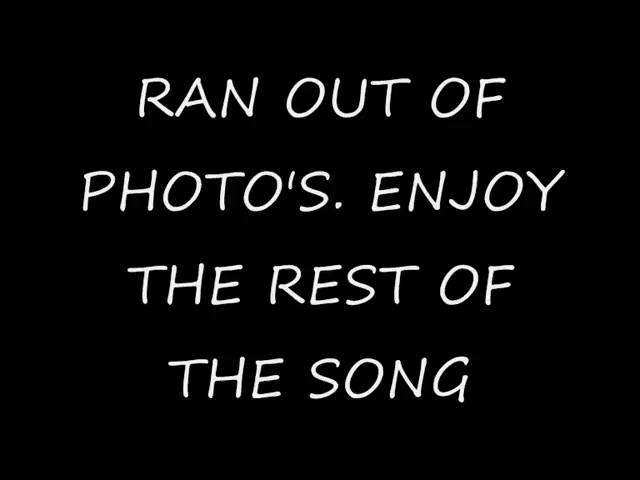 RAN OUT OF
PHOTO'S. ENJOY
THE REST OF
THE SONG